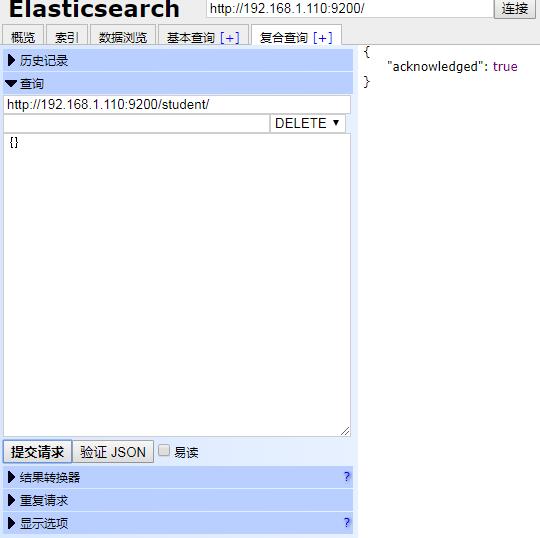 Elasticsearch http://192.168.1.110:9200/ 连接
概览 索引 数据浏览 基本查询 [+] 复合查询 [+]
历史记录
查询
http://192.168.1.110:9200/student/
DELETE
{}
提交请求 验证 JSON 易读
结果转换器 ?
重复请求
显示选项 ?
{
"acknowledged": true
}